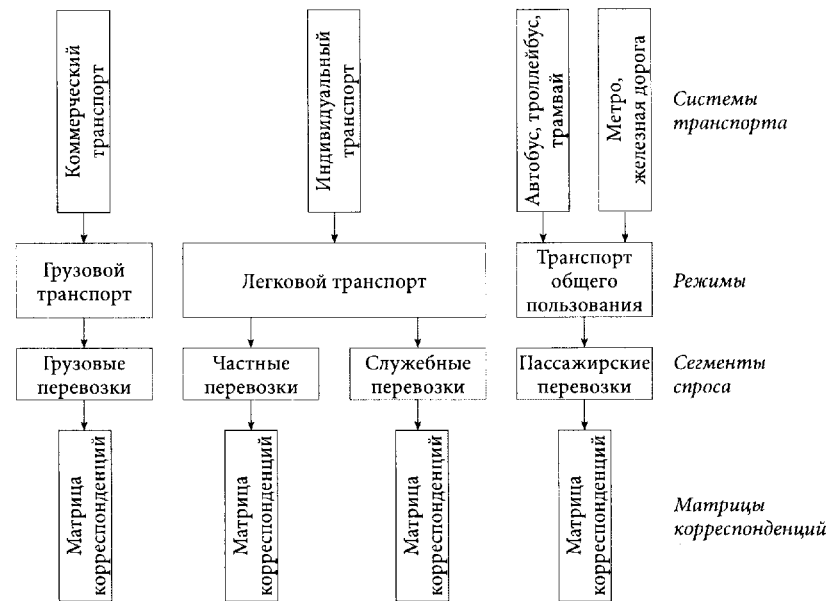 Коммерческий
транспорт
Индивидуальный
транспорт
Автобус, троллейбус,
трамвай
Метро,
железная дорога
Системы
транспорта
Грузовой
транспорт
Легковой транспорт
Транспорт
общего
пользования
Режимы
Грузовые
перевозки
Частные
перевозки
Служебные
перевозки
Пассажирские
перевозки
Сегменты
спроса
Матрица
корреспонденций
Матрица
корреспонденций
Матрица
корреспонденций
Матрица
корреспонденций
Матрицы
корреспонденций